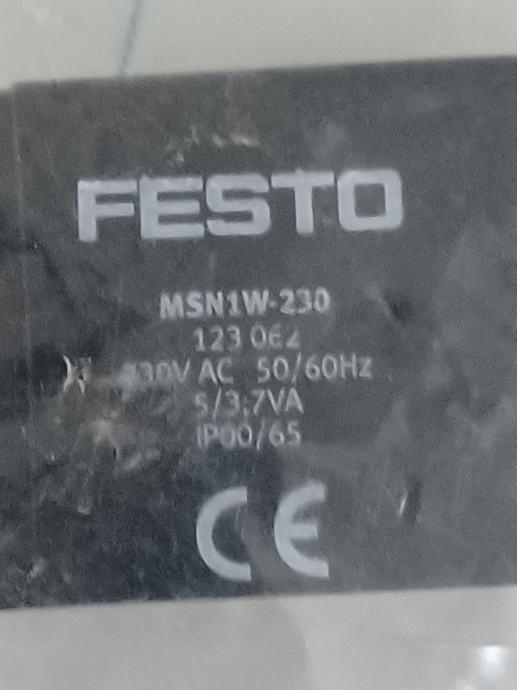 FESTO
MSN1W-230
123 062
230V AC 50/60Hz
5/3,7VA
IP00/65
CE